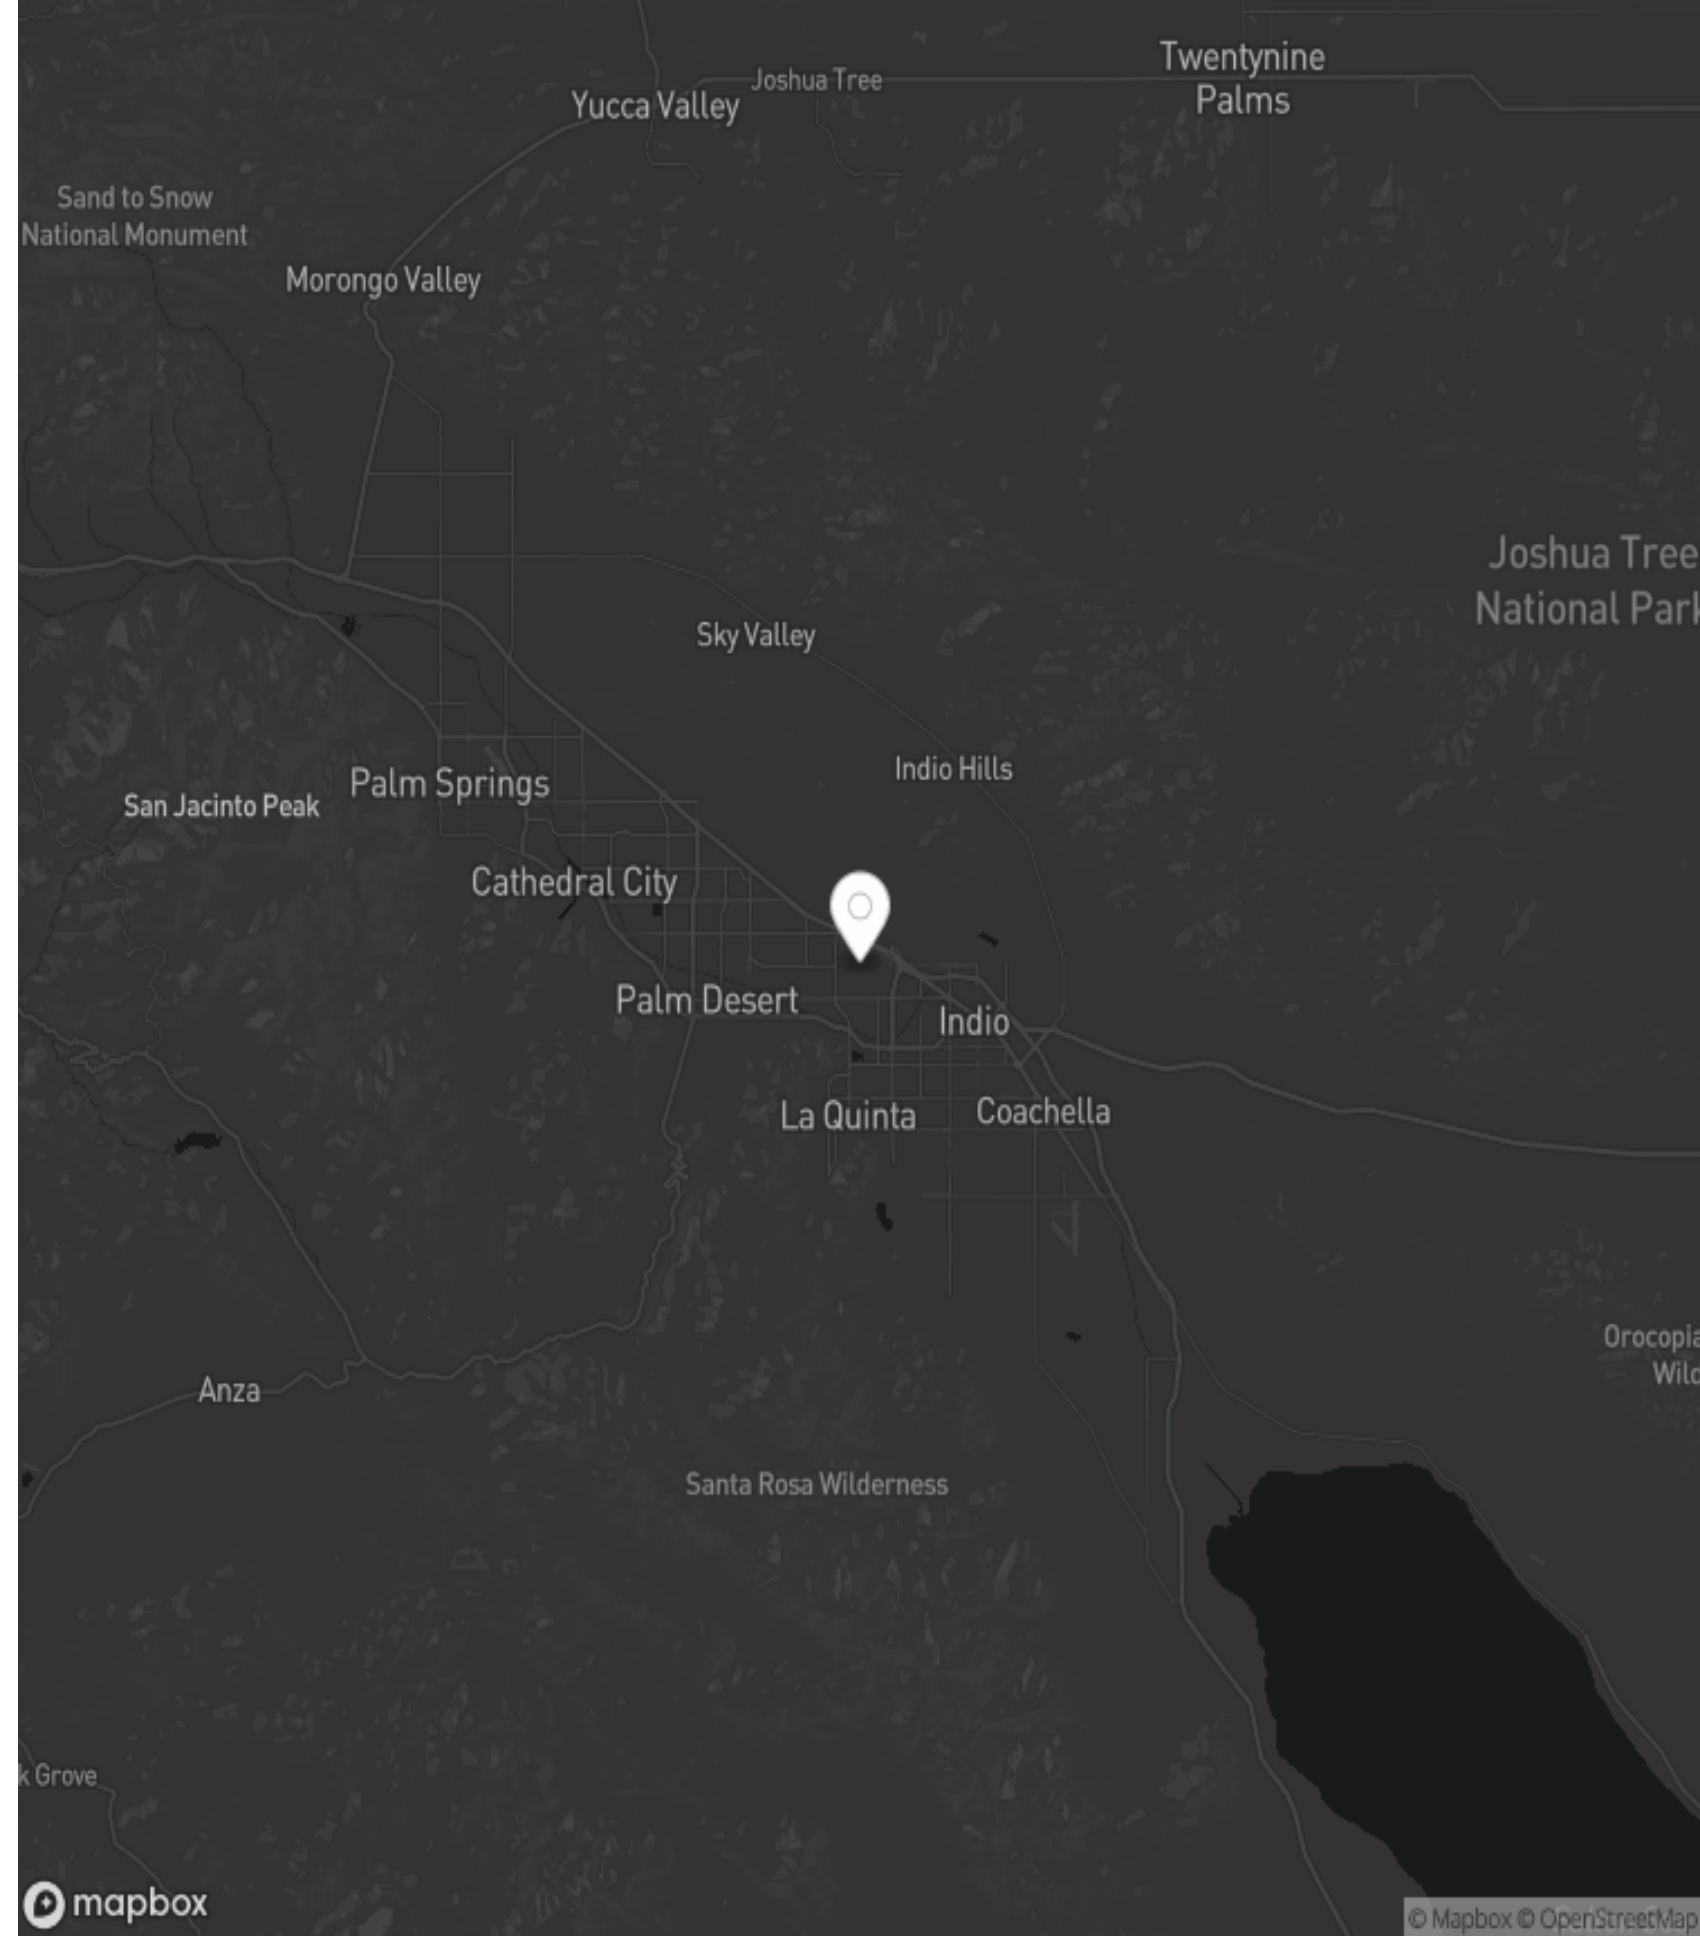 Twentynine
Palms
Joshua Tree
Yucca Valley
Sand to Snow
National Monument
Morongo Valley
Joshua Tree
National Park
Sky Valley
Indio Hills
Palm Springs
San Jacinto Peak
Cathedral City
Palm Desert
Indio
La Quinta
Coachella
Orocopia
Wild
Anza
Santa Rosa Wilderness
k Grove
mapbox
© Mapbox © OpenStreetMap